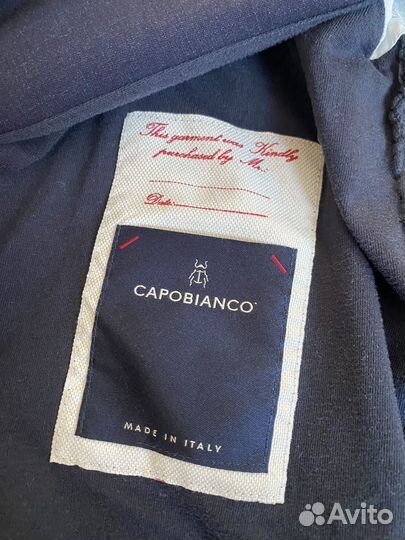 This garment was Kindly
purchased by Mr.:
Date
CAPOBIANCO
MADE IN ITALY
Avito